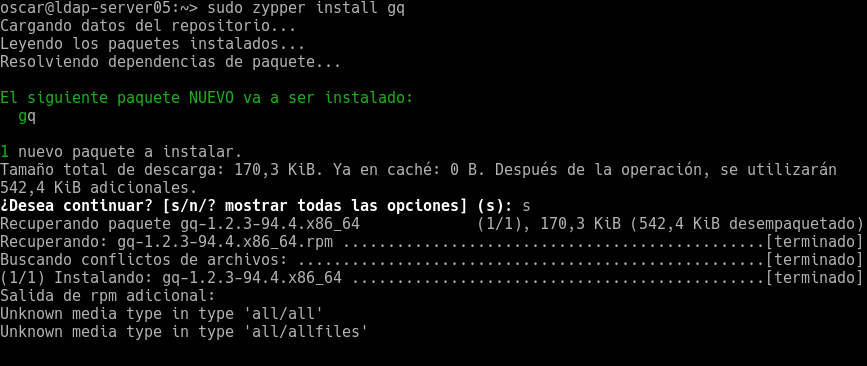 oscar@ldap-server05:~> sudo zypper install gq
Cargando datos del repositorio...
Leyendo los paquetes instalados...
Resolviendo dependencias de paquete...
El siguiente paquete NUEVO va a ser instalado:
gq
1 nuevo paquete a instalar.
Tamaño total de descarga: 170,3 KiB. Ya en caché: 0 B. Después de la operación, se utilizarán
542,4 KiB adicionales.
¿Desea continuar? [s/n/? mostrar todas las opciones] (s): s
Recuperando paquete gq-1.2.3-94.4.x86_64 (1/1), 170,3 KiB (542,4 KiB desempaquetado)
Recuperando: gq-1.2.3-94.4.x86_64.rpm ...............................................[terminado]
Buscando conflictos de archivos: ....................................................[terminado]
(1/1) Instalando: gq-1.2.3-94.4.x86_64 ..............................................[terminado]
Salida de rpm adicional:
Unknown media type in type 'all/all'
Unknown media type in type 'all/allfiles'